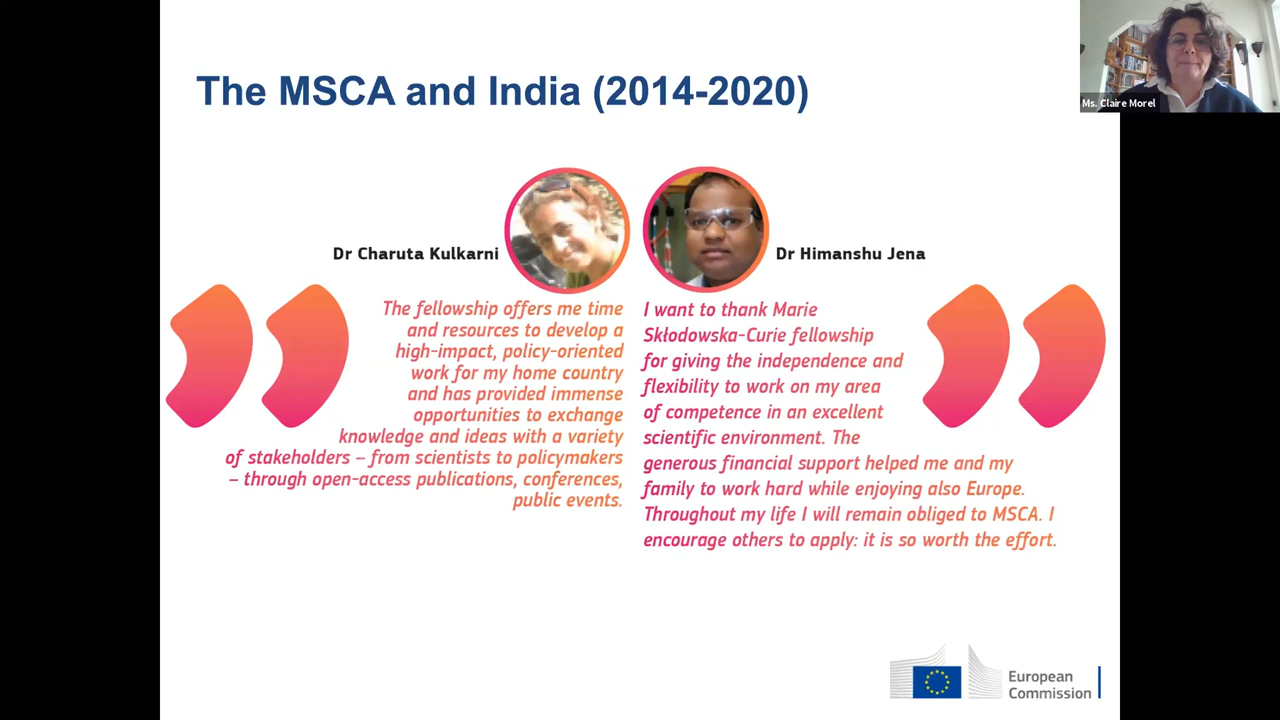 The MSCA and India (2014-2020)
Ms. Claire Morel
Dr Charuta Kulkarni
The fellowship offers me time
and resources to develop a
high-impact, policy-oriented
work for my home country
and has provided immense
opportunities to exchange
knowledge and ideas with a variety
of stakeholders – from scientists to policymakers
– through open-access publications, conferences,
public events.
Dr Himanshu Jena
I want to thank Marie
Skłodowska-Curie fellowship
for giving the independence and
flexibility to work on my area
of competence in an excellent
scientific environment. The
generous financial support helped me and my
family to work hard while enjoying also Europe.
Throughout my life I will remain obliged to MSCA. I
encourage others to apply: it is so worth the effort.
European
Commission